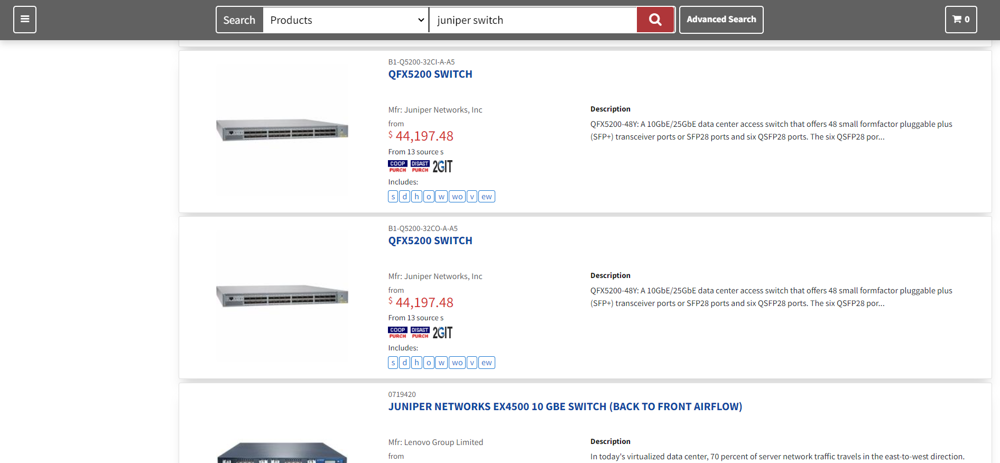 Search Products juniper switch Advanced Search 0
B1-Q5200-32CI-A-A5
QFX5200 SWITCH
Mfr: Juniper Networks, Inc
from
$ 44,197.48
From 13 source s
COOP PURCH DISAST PURCH 2GIT
Includes:
s d h o w wo v ew
Description
QFX5200-48Y: A 10GbE/25GbE data center access switch that offers 48 small formfactor pluggable plus
(SFP+) transceiver ports or SFP28 ports and six QSFP28 ports. The six QSFP28 por...
B1-Q5200-32CO-A-A5
QFX5200 SWITCH
Mfr: Juniper Networks, Inc
from
$ 44,197.48
From 13 source s
COOP PURCH DISAST PURCH 2GIT
Includes:
s d h o w wo v ew
Description
QFX5200-48Y: A 10GbE/25GbE data center access switch that offers 48 small formfactor pluggable plus
(SFP+) transceiver ports or SFP28 ports and six QSFP28 ports. The six QSFP28 por...
0719420
JUNIPER NETWORKS EX4500 10 GBE SWITCH (BACK TO FRONT AIRFLOW)
Mfr: Lenovo Group Limited
from
Description
In today's virtualized data center, 70 percent of server network traffic travels in the east-to-west direction.